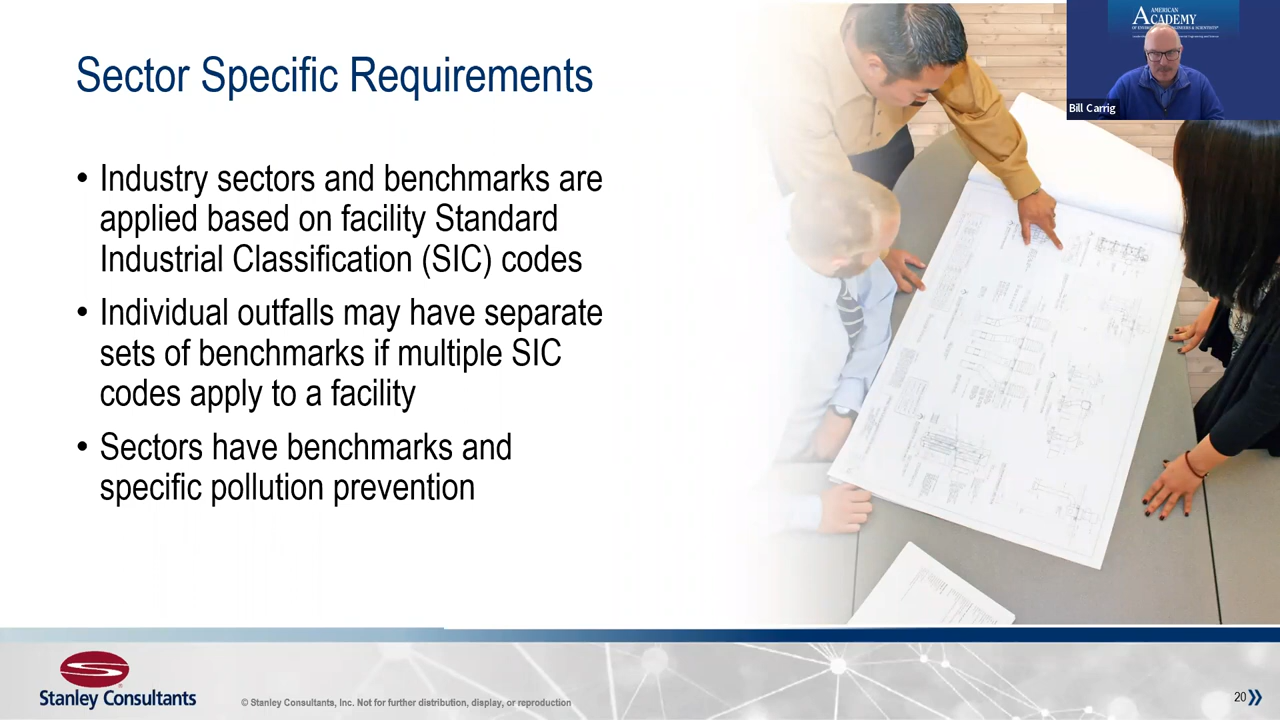 Sector Specific Requirements
• Industry sectors and benchmarks are
applied based on facility Standard
Industrial Classification (SIC) codes
• Individual outfalls may have separate
sets of benchmarks if multiple SIC
codes apply to a facility
• Sectors have benchmarks and
specific pollution prevention
AMERICAN
ACADEMY
Bill Carrig
Stanley Consultants
© Stanley Consultants, Inc. Not for further distribution, display, or reproduction
20